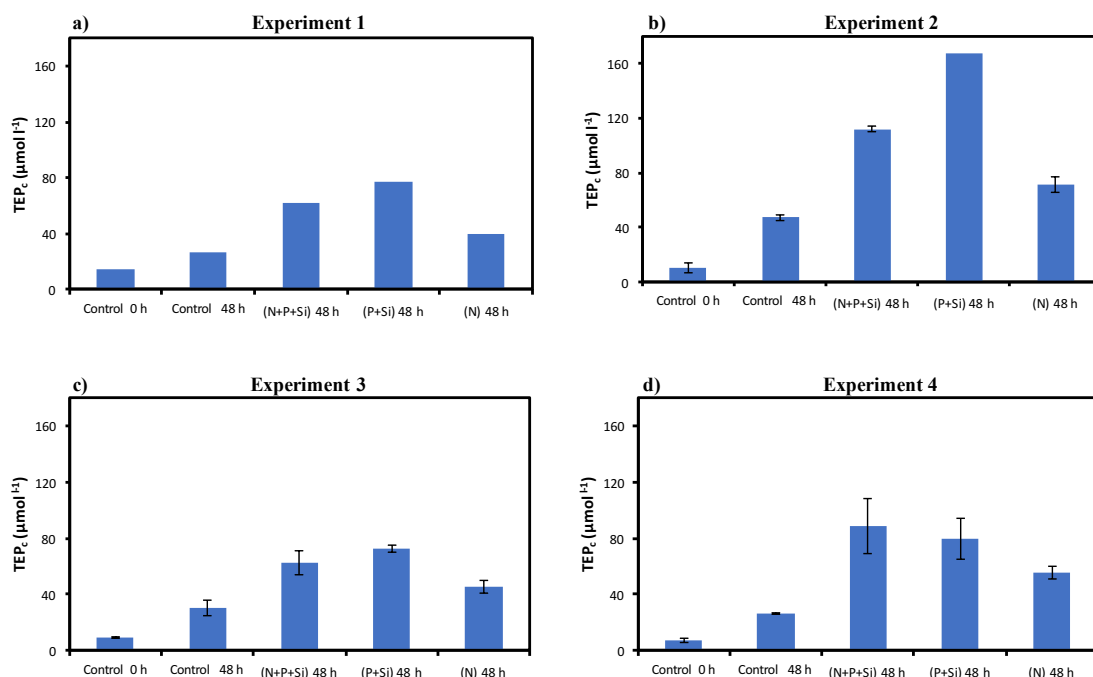 a) Experiment 1
TEPc (µmol l-1)
160
120
80
40
0
Control 0 h Control 48 h (N+P+Si) 48 h (P+Si) 48 h (N) 48 h
b) Experiment 2
TEPc (µmol l-1)
160
120
80
40
0
Control 0 h Control 48 h (N+P+Si) 48 h (P+Si) 48 h (N) 48 h
c) Experiment 3
TEPc (µmol l-1)
160
120
80
40
0
Control 0 h Control 48 h (N+P+Si) 48 h (P+Si) 48 h (N) 48 h
d) Experiment 4
TEPc (µmol l-1)
160
120
80
40
0
Control 0 h Control 48 h (N+P+Si) 48 h (P+Si) 48 h (N) 48 h